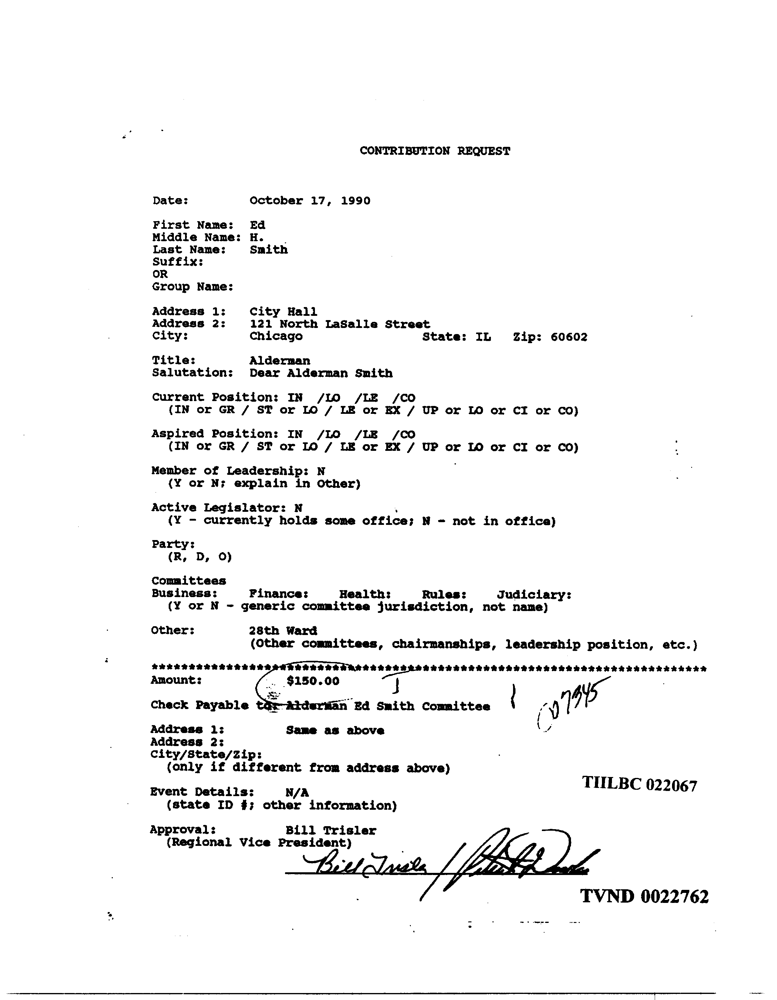 CONTRIBUTION REQUEST
Date: October 17, 1990
First Name: Ed
Middle Name: H.
Last Name: Smith
Suffix:
OR
Group Name:
Address 1: City Hall
Address 2: 121 North LaSalle Street
City: Chicago State: IL Zip: 60602
Title: Alderman
Salutation: Dear Alderman Smith
Current Position: IN /LO /LE /CO
(IN or GR / ST or LO / LE or EX / UP or LO or CI or CO)
Aspired Position: IN /LO /LE /CO
(IN or GR / ST or LO / LE or EX / UP or LO or CI or CO)
Member of Leadership: N
(Y or N; explain in Other)
Active Legislator: N
(Y - currently holds some office; N - not in office)
Party:
(R, D, O)
Committees
Business: Finance: Health: Rules: Judiciary:
(Y or N - generic committee jurisdiction, not name)
Other: 28th Ward
(Other committees, chairmanships, leadership position, etc.)
Amount: $150.00
Check Payable to: Alderman Ed Smith Committee
Address 1: Same as above
Address 2:
City/State/Zip:
(only if different from address above)
TIILBC 022067
Event Details: N/A
(state ID #; other information)
Approval: Bill Trisler
(Regional Vice President)
Bill Trisler /
TVND 0022762